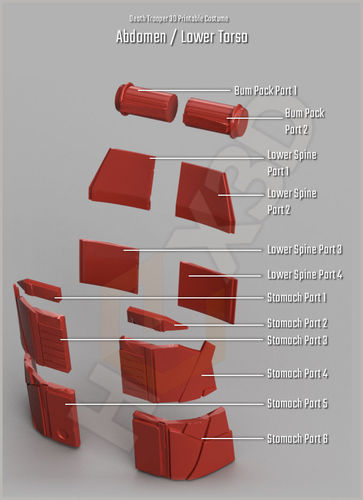 Death Trooper 3D Printable Costume
Abdomen / Lower Torso
Bum Pack Part 1
Bum Pack
Part 2
Lower Spine
Part 1
Lower Spine
Part 2
Lower Spine Part 3
Lower Spine Part 4
Stomach Part 1
Stomach Part 2
Stomach Part 3
Stomach Part 4
Stomach Part 5
Stomach Part 6